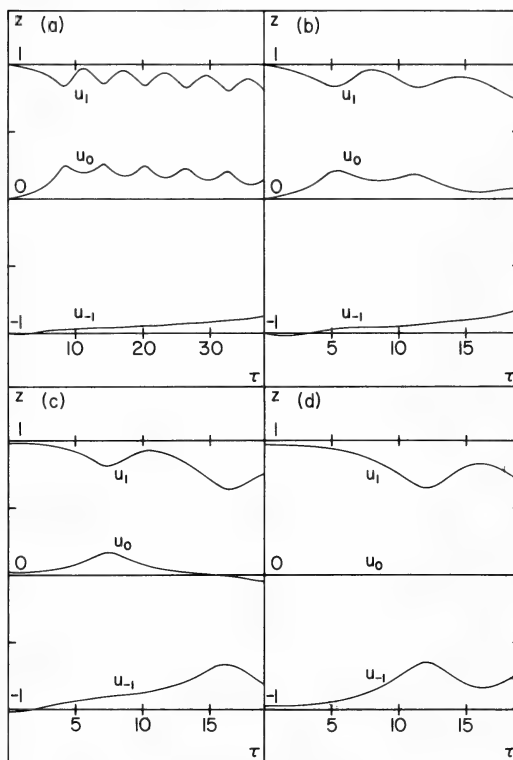 z (a)
1
u₁
u₀
0
u₋₁
-1
10 20 30
τ
z (b)
1
u₁
u₀
0
u₋₁
-1
5 10 15
τ
z (c)
1
u₁
u₀
0
u₋₁
-1
5 10 15
τ
z (d)
1
u₁
0
u₀
u₋₁
-1
5 10 15
τ